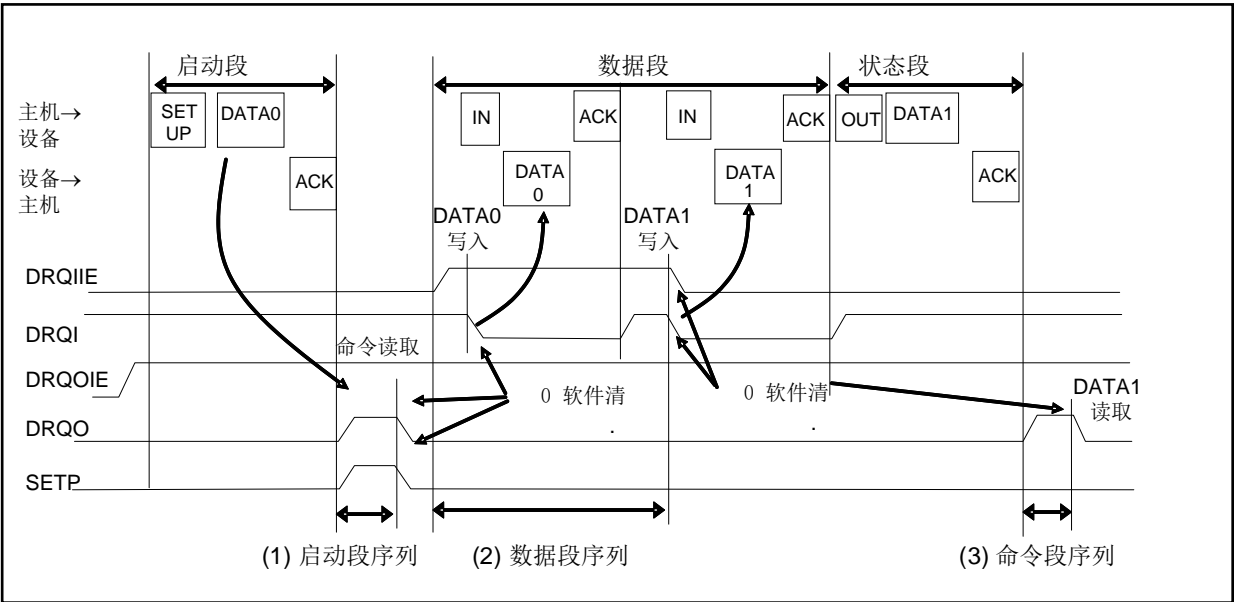 启动段
数据段
状态段
主机→
设备
SET
UP
DATA0
IN
ACK
IN
ACK
OUT
DATA1
设备→
主机
ACK
DATA
0
DATA
1
ACK
DATA0
写入
DATA1
写入
DRQIIE
DRQI
命令读取
DRQOIE
0 软件清
.
0 软件清
.
DATA1
读取
DRQO
SETP
(1) 启动段序列
(2) 数据段序列
(3) 命令段序列